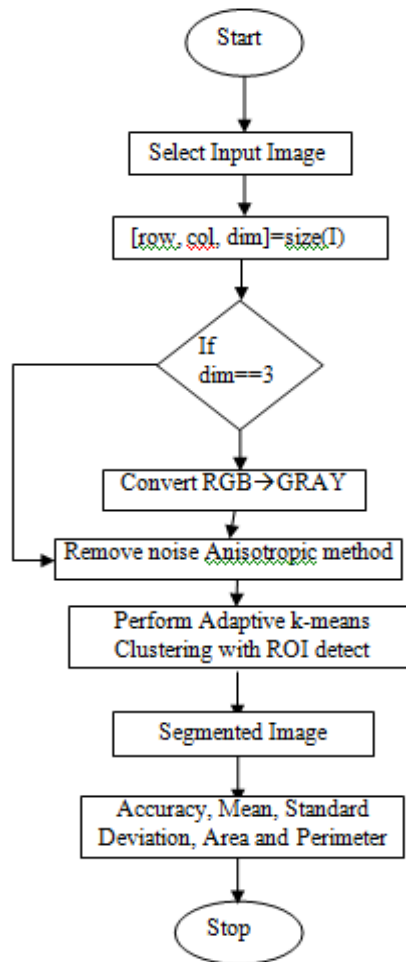 Start
Select Input Image
[row, col, dim]=size(I)
If
dim==3
Convert RGB→GRAY
Remove noise Anisotropic method
Perform Adaptive k-means
Clustering with ROI detect
Segmented Image
Accuracy, Mean, Standard
Deviation, Area and Perimeter
Stop